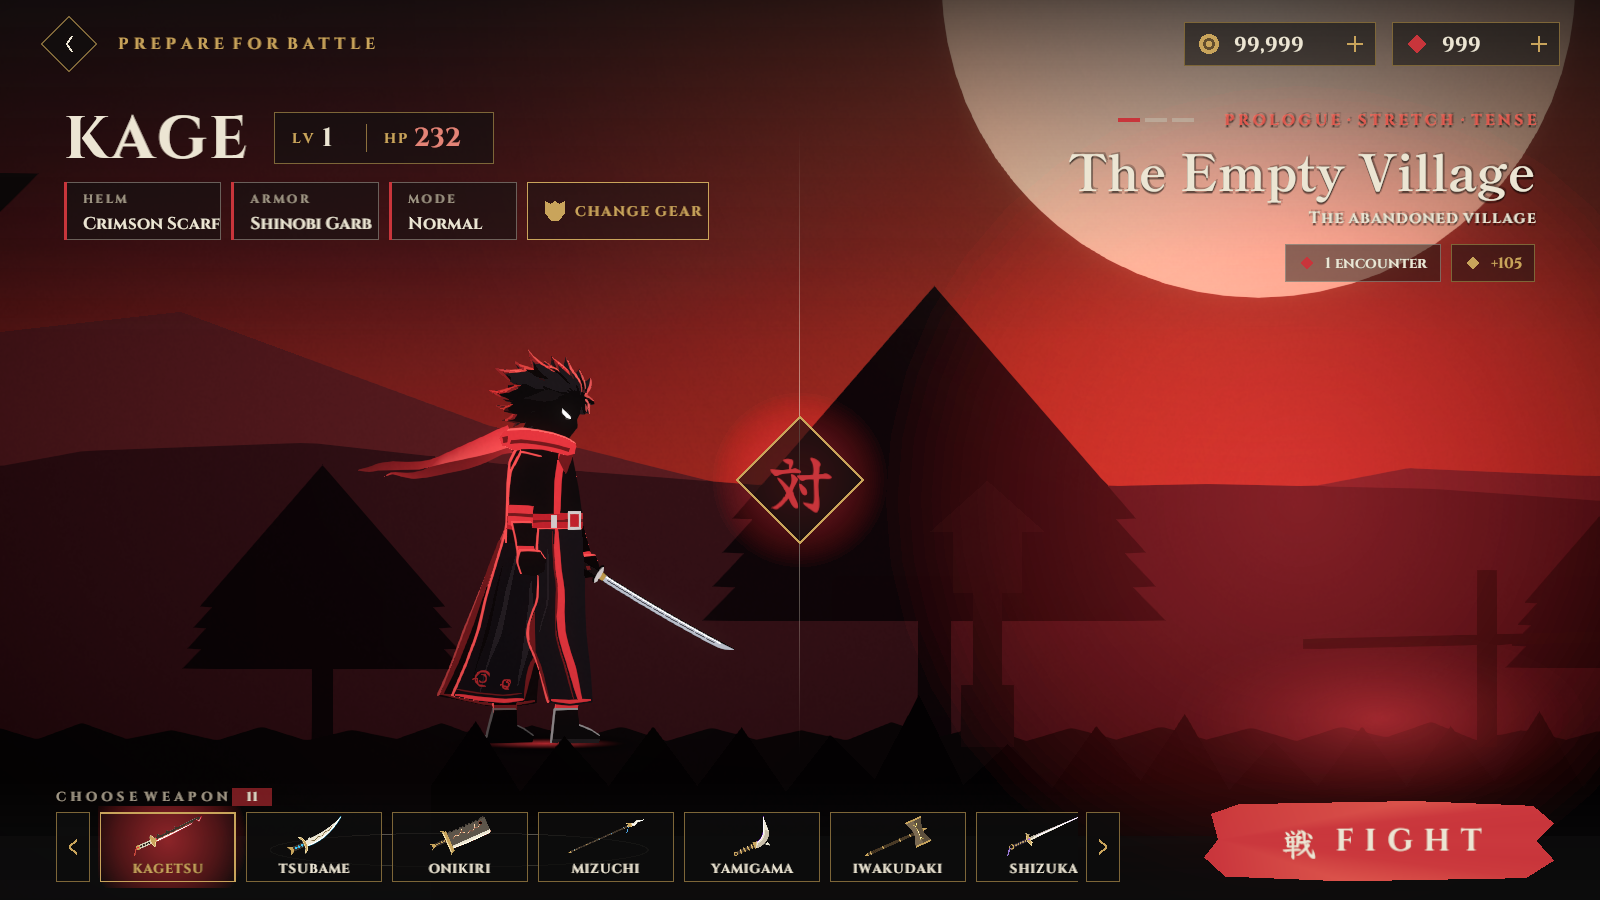 PREPARE FOR BATTLE
99,999
999
KAGE
LV 1
HP 232
PROLOGUE · STRETCH · TENSE
The Empty Village
THE ABANDONED VILLAGE
1 ENCOUNTER
+105
HELM
CRIMSON SCARF
ARMOR
SHINOBI GARB
MODE
NORMAL
CHANGE GEAR
対
CHOOSE WEAPON 11
KAGETSU
TSUBAME
ONIKIRI
MIZUCHI
YAMIGAMA
IWAKUDAKI
SHIZUKA
戦 FIGHT